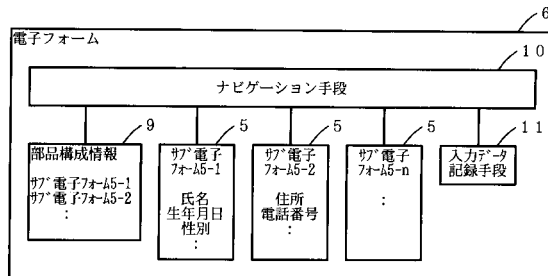 6
電子フォーム
10
ナビゲーション手段
9
部品構成情報
サブ電子フォーム5-1
サブ電子フォーム5-2
:
5
サブ電子
フォーム5-1
氏名
生年月日
性別
:
5
サブ電子
フォーム5-2
住所
電話番号
:
5
サブ電子
フォーム5-n
:
11
入力データ
記録手段